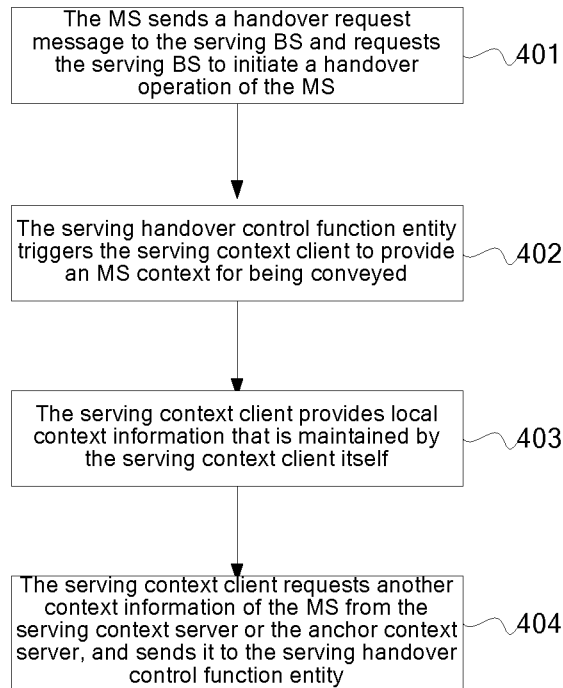 The MS sends a handover request
message to the serving BS and requests
the serving BS to initiate a handover
operation of the MS
401
The serving handover control function entity
triggers the serving context client to provide
an MS context for being conveyed
402
The serving context client provides local
context information that is maintained by
the serving context client itself
403
The serving context client requests another
context information of the MS from the
serving context server or the anchor context
server, and sends it to the serving handover
control function entity
404